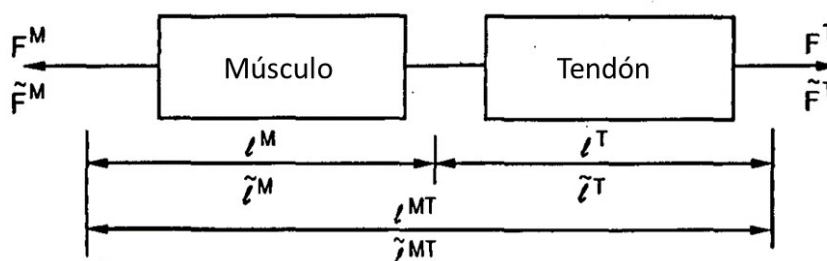 F^M F^T
Músculo Tendón
F̃^M F̃^T
ℓ^M ℓ^T
ℓ̃^M ℓ̃^T
ℓ^MT
ℓ̃^MT